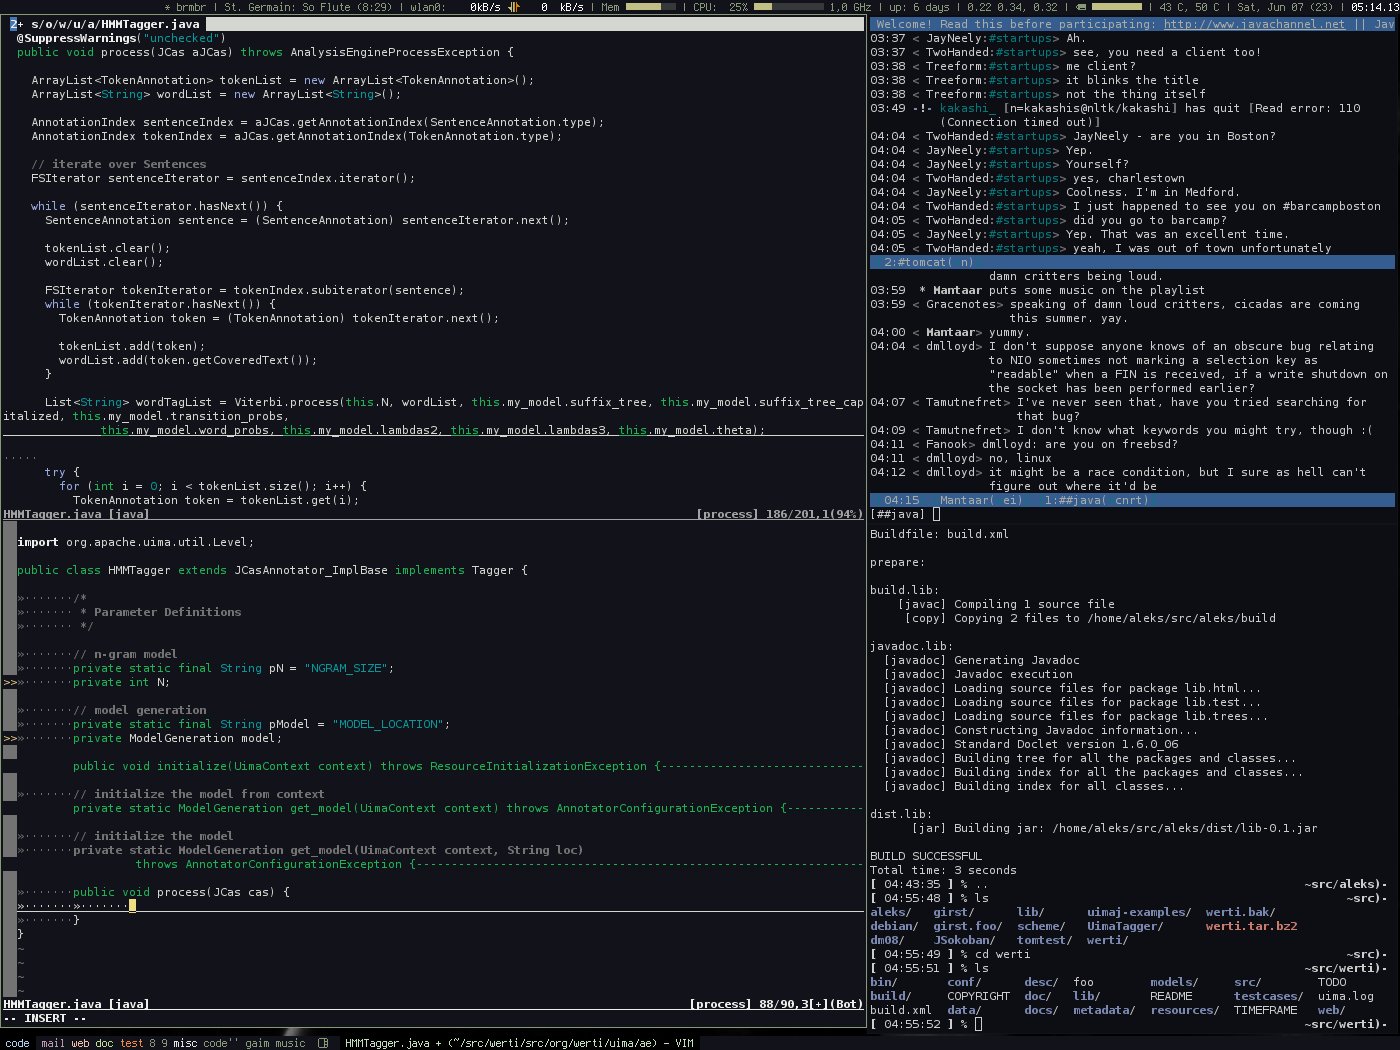 * brmbr | St. Germain: So Flute (8:29) | wlan0: 0kB/s 0 kB/s | Mem | CPU: 25% 1,0 GHz | up: 6 days | 0.22 0.34, 0.32 | 43 C, 50 C | Sat, Jun 07 (23) | 05:14.13
2+ s/o/w/u/a/HMMTagger.java
@SuppressWarnings("unchecked")
public void process(JCas aJCas) throws AnalysisEngineProcessException {
ArrayList<TokenAnnotation> tokenList = new ArrayList<TokenAnnotation>();
ArrayList<String> wordList = new ArrayList<String>();
AnnotationIndex sentenceIndex = aJCas.getAnnotationIndex(SentenceAnnotation.type);
AnnotationIndex tokenIndex = aJCas.getAnnotationIndex(TokenAnnotation.type);
// iterate over Sentences
FSIterator sentenceIterator = sentenceIndex.iterator();
while (sentenceIterator.hasNext()) {
SentenceAnnotation sentence = (SentenceAnnotation) sentenceIterator.next();
tokenList.clear();
wordList.clear();
FSIterator tokenIterator = tokenIndex.subiterator(sentence);
while (tokenIterator.hasNext()) {
TokenAnnotation token = (TokenAnnotation) tokenIterator.next();
tokenList.add(token);
wordList.add(token.getCoveredText());
}
List<String> wordTagList = Viterbi.process(this.N, wordList, this.my_model.suffix_tree, this.my_model.suffix_tree_cap
italized, this.my_model.transition_probs,
this.my_model.word_probs, this.my_model.lambdas2, this.my_model.lambdas3, this.my_model.theta);
·····
try {
for (int i = 0; i < tokenList.size(); i++) {
TokenAnnotation token = tokenList.get(i);
HMMTagger.java [java] [process] 186/201,1(94%)
import org.apache.uima.util.Level;
public class HMMTagger extends JCasAnnotator_ImplBase implements Tagger {
»·······/*
»······· * Parameter Definitions
»······· */
»·······// n-gram model
»·······private static final String pN = "NGRAM_SIZE";
>>»·······private int N;
»·······// model generation
»·······private static final String pModel = "MODEL_LOCATION";
>>»·······private ModelGeneration model;
public void initialize(UimaContext context) throws ResourceInitializationException {-----------------------------
»·······// initialize the model from context
private static ModelGeneration get_model(UimaContext context) throws AnnotatorConfigurationException {-----------
»·······// initialize the model
»·······private static ModelGeneration get_model(UimaContext context, String loc)
throws AnnotatorConfigurationException {----------------------------------------------------------------
»·······public void process(JCas cas) {
»·······»·······
»·······}
}
~
~
~
~
HMMTagger.java [java] [process] 88/90,3[+](Bot)
-- INSERT --
Welcome! Read this before participating: http://www.javachannel.net || Jav
03:37 < JayNeely:#startups> Ah.
03:37 < TwoHanded:#startups> see, you need a client too!
03:38 < Treeform:#startups> me client?
03:38 < Treeform:#startups> it blinks the title
03:38 < Treeform:#startups> not the thing itself
03:49 -!- kakashi_ [n=kakashis@nltk/kakashi] has quit [Read error: 110
(Connection timed out)]
04:04 < TwoHanded:#startups> JayNeely - are you in Boston?
04:04 < JayNeely:#startups> Yep.
04:04 < JayNeely:#startups> Yourself?
04:04 < TwoHanded:#startups> yes, charlestown
04:04 < JayNeely:#startups> Coolness. I'm in Medford.
04:04 < TwoHanded:#startups> I just happened to see you on #barcampboston
04:05 < TwoHanded:#startups> did you go to barcamp?
04:05 < JayNeely:#startups> Yep. That was an excellent time.
04:05 < TwoHanded:#startups> yeah, I was out of town unfortunately
2:#tomcat( n)
damn critters being loud.
03:59 * Mantaar puts some music on the playlist
03:59 < Gracenotes> speaking of damn loud critters, cicadas are coming
this summer. yay.
04:00 < Mantaar> yummy.
04:04 < dmlloyd> I don't suppose anyone knows of an obscure bug relating
to NIO sometimes not marking a selection key as
"readable" when a FIN is received, if a write shutdown on
the socket has been performed earlier?
04:07 < Tamutnefret> I've never seen that, have you tried searching for
that bug?
04:09 < Tamutnefret> I don't know what keywords you might try, though :(
04:11 < Fanook> dmlloyd: are you on freebsd?
04:11 < dmlloyd> no, linux
04:12 < dmlloyd> it might be a race condition, but I sure as hell can't
figure out where it'd be
04:15 Mantaar( ei) 1:##java( cnrt)
[##java]
Buildfile: build.xml
prepare:
build.lib:
[javac] Compiling 1 source file
[copy] Copying 2 files to /home/aleks/src/aleks/build
javadoc.lib:
[javadoc] Generating Javadoc
[javadoc] Javadoc execution
[javadoc] Loading source files for package lib.html...
[javadoc] Loading source files for package lib.test...
[javadoc] Loading source files for package lib.trees...
[javadoc] Constructing Javadoc information...
[javadoc] Standard Doclet version 1.6.0_06
[javadoc] Building tree for all the packages and classes...
[javadoc] Building index for all the packages and classes...
[javadoc] Building index for all classes...
dist.lib:
[jar] Building jar: /home/aleks/src/aleks/dist/lib-0.1.jar
BUILD SUCCESSFUL
Total time: 3 seconds
[ 04:43:35 ] % .. ~src/aleks)-
[ 04:55:48 ] % ls ~src)-
aleks/ girst/ lib/ uimaj-examples/ werti.bak/
debian/ girst.foo/ scheme/ UimaTagger/ werti.tar.bz2
dm08/ JSokoban/ tomtest/ werti/
[ 04:55:49 ] % cd werti ~src)-
[ 04:55:51 ] % ls ~src/werti)-
bin/ conf/ desc/ foo models/ src/ TODO
build/ COPYRIGHT doc/ lib/ README testcases/ uima.log
build.xml data/ docs/ metadata/ resources/ TIMEFRAME web/
[ 04:55:52 ] % ~src/werti)-
code mail web doc test 8 9 misc code'' gaim music HMMTagger.java + (~/src/werti/src/org/werti/uima/ae) - VIM